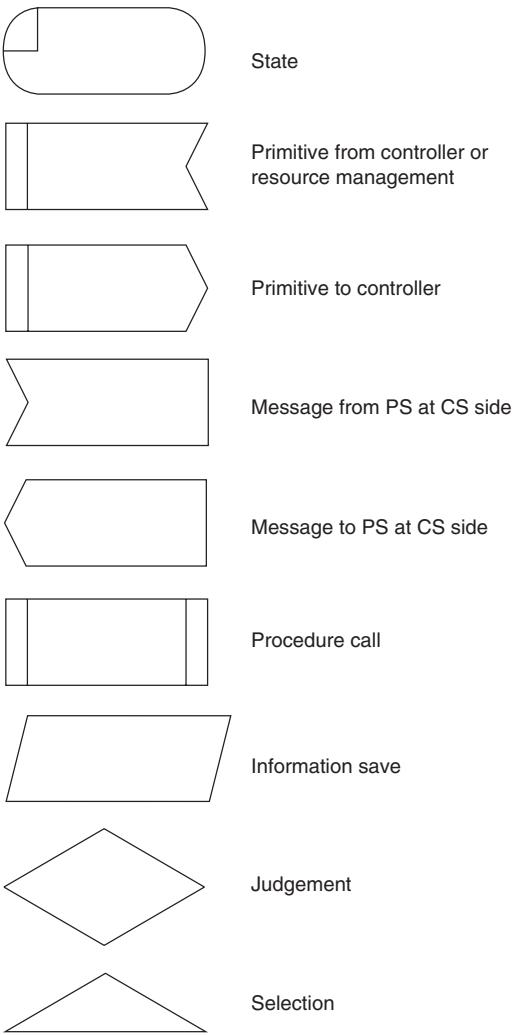 State
Primitive from controller or
resource management
Primitive to controller
Message from PS at CS side
Message to PS at CS side
Procedure call
Information save
Judgement
Selection